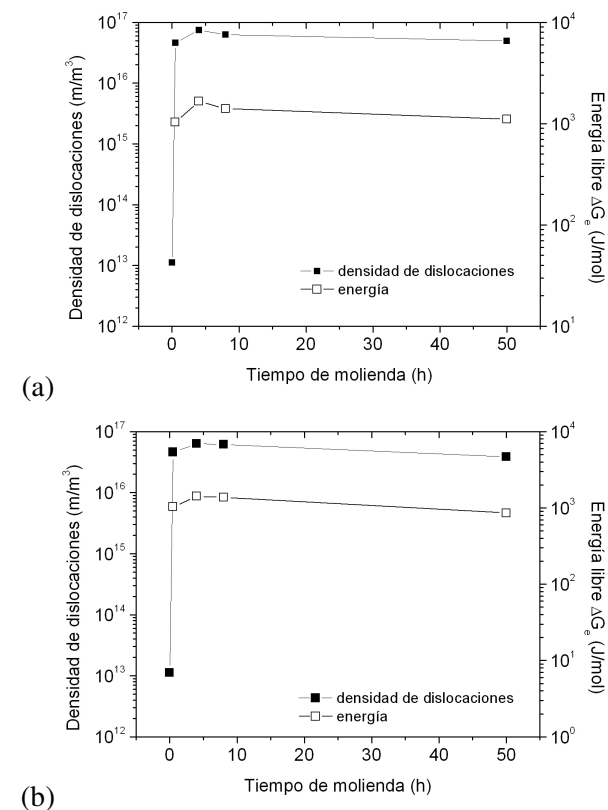 10^17
10^16
10^15
10^14
10^13
10^12
Densidad de dislocaciones (m/m^3)
10^4
10^3
10^2
10^1
Energía libre ΔG_e (J/mol)
densidad de dislocaciones
energía
0 10 20 30 40 50
Tiempo de molienda (h)
(a)
10^17
10^16
10^15
10^14
10^13
10^12
Densidad de dislocaciones (m/m^3)
10^4
10^3
10^2
10^1
10^0
Energía libre ΔG_e (J/mol)
densidad de dislocaciones
energía
0 10 20 30 40 50
Tiempo de molienda (h)
(b)